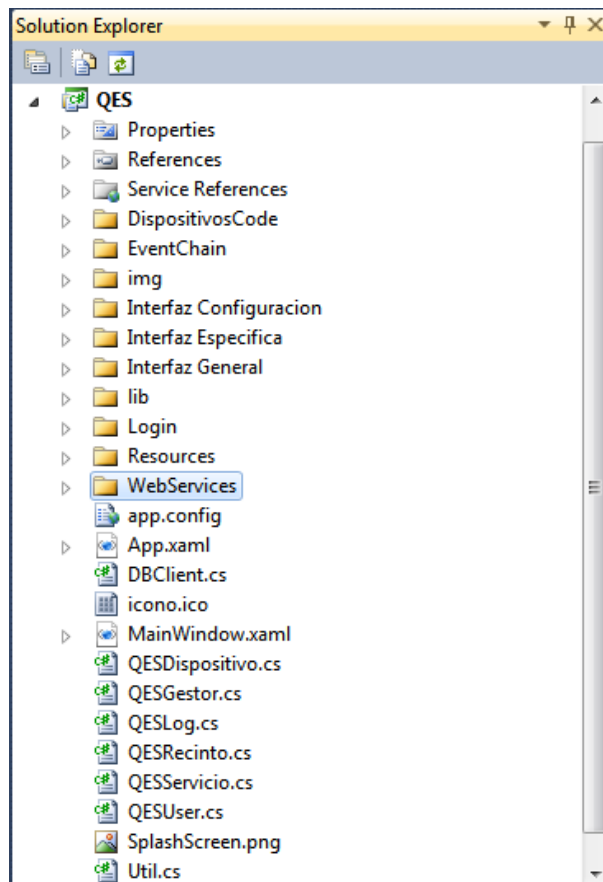 Solution Explorer
QES
Properties
References
Service References
DispositivosCode
EventChain
img
Interfaz Configuracion
Interfaz Especifica
Interfaz General
lib
Login
Resources
WebServices
app.config
App.xaml
DBClient.cs
icono.ico
MainWindow.xaml
QESDispositivo.cs
QESGestor.cs
QESLog.cs
QESRecinto.cs
QESServicio.cs
QESUser.cs
SplashScreen.png
Util.cs